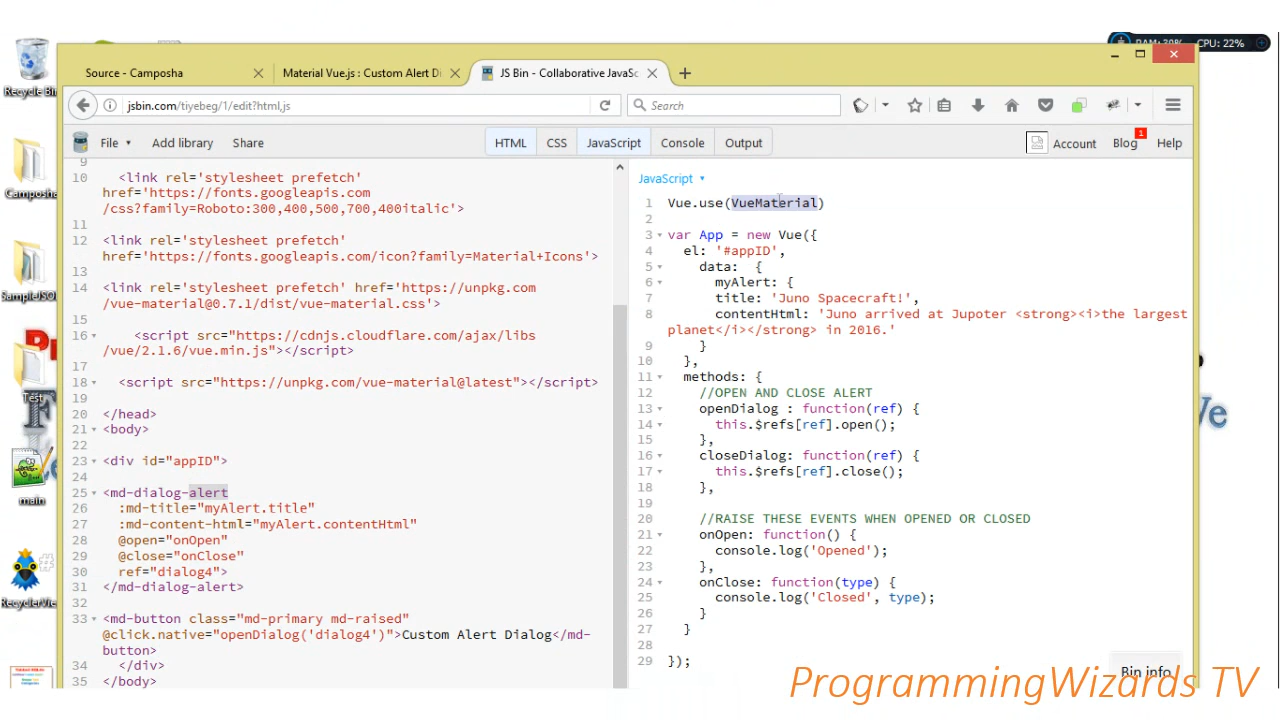 Recycle Bin
Camposha
SampleJSON
Test
main
RecyclerVie
RAM: 39% CPU: 22%
Source - Camposha
Material Vue.js : Custom Alert Di
JS Bin - Collaborative JavaSc
jsbin.com/tiyebeg/1/edit?html,js
Search
File
Add library
Share
HTML
CSS
JavaScript
Console
Output
Account
Blog
1
Help
9
10 <link rel='stylesheet prefetch'
href='https://fonts.googleapis.com
/css?family=Roboto:300,400,500,700,400italic'>
11
12 <link rel='stylesheet prefetch'
href='https://fonts.googleapis.com/icon?family=Material+Icons'>
13
14 <link rel='stylesheet prefetch' href='https://unpkg.com
/vue-material@0.7.1/dist/vue-material.css'>
15
16 <script src="https://cdnjs.cloudflare.com/ajax/libs
/vue/2.1.6/vue.min.js"></script>
17
18 <script src="https://unpkg.com/vue-material@latest"></script>
19
20 </head>
21 <body>
22
23 <div id="appID">
24
25 <md-dialog-alert
26 :md-title="myAlert.title"
27 :md-content-html="myAlert.contentHtml"
28 @open="onOpen"
29 @close="onClose"
30 ref="dialog4">
31 </md-dialog-alert>
32
33 <md-button class="md-primary md-raised"
@click.native="openDialog('dialog4')">Custom Alert Dialog</md-
button>
34 </div>
35 </body>
JavaScript
1 Vue.use(VueMaterial)
2
3 var App = new Vue({
4 el: '#appID',
5 data: {
6 myAlert: {
7 title: 'Juno Spacecraft!',
8 contentHtml: 'Juno arrived at Jupoter <strong><i>the largest
planet</i></strong> in 2016.'
9 }
10 },
11 methods: {
12 //OPEN AND CLOSE ALERT
13 openDialog : function(ref) {
14 this.$refs[ref].open();
15 },
16 closeDialog: function(ref) {
17 this.$refs[ref].close();
18 },
19
20 //RAISE THESE EVENTS WHEN OPENED OR CLOSED
21 onOpen: function() {
22 console.log('Opened');
23 },
24 onClose: function(type) {
25 console.log('Closed', type);
26 }
27 }
28
29 });
Bin info
ProgrammingWizards TV